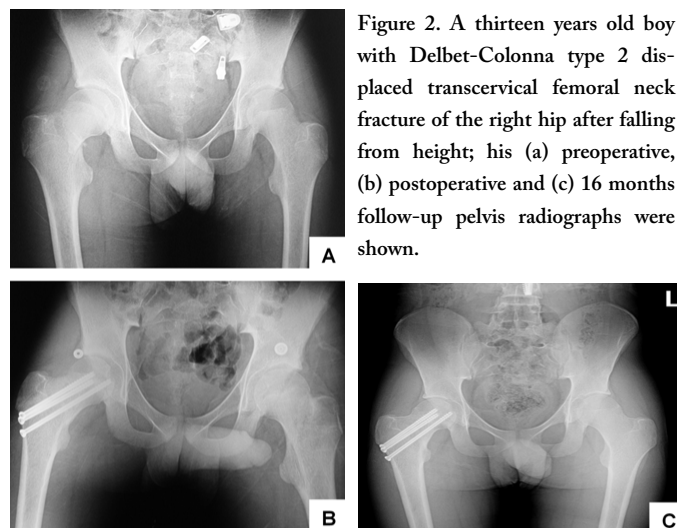 Figure 2. A thirteen years old boy
with Delbet-Colonna type 2 dis-
placed transcervical femoral neck
fracture of the right hip after falling
from height; his (a) preoperative,
(b) postoperative and (c) 16 months
follow-up pelvis radiographs were
shown.
A
B
L
C